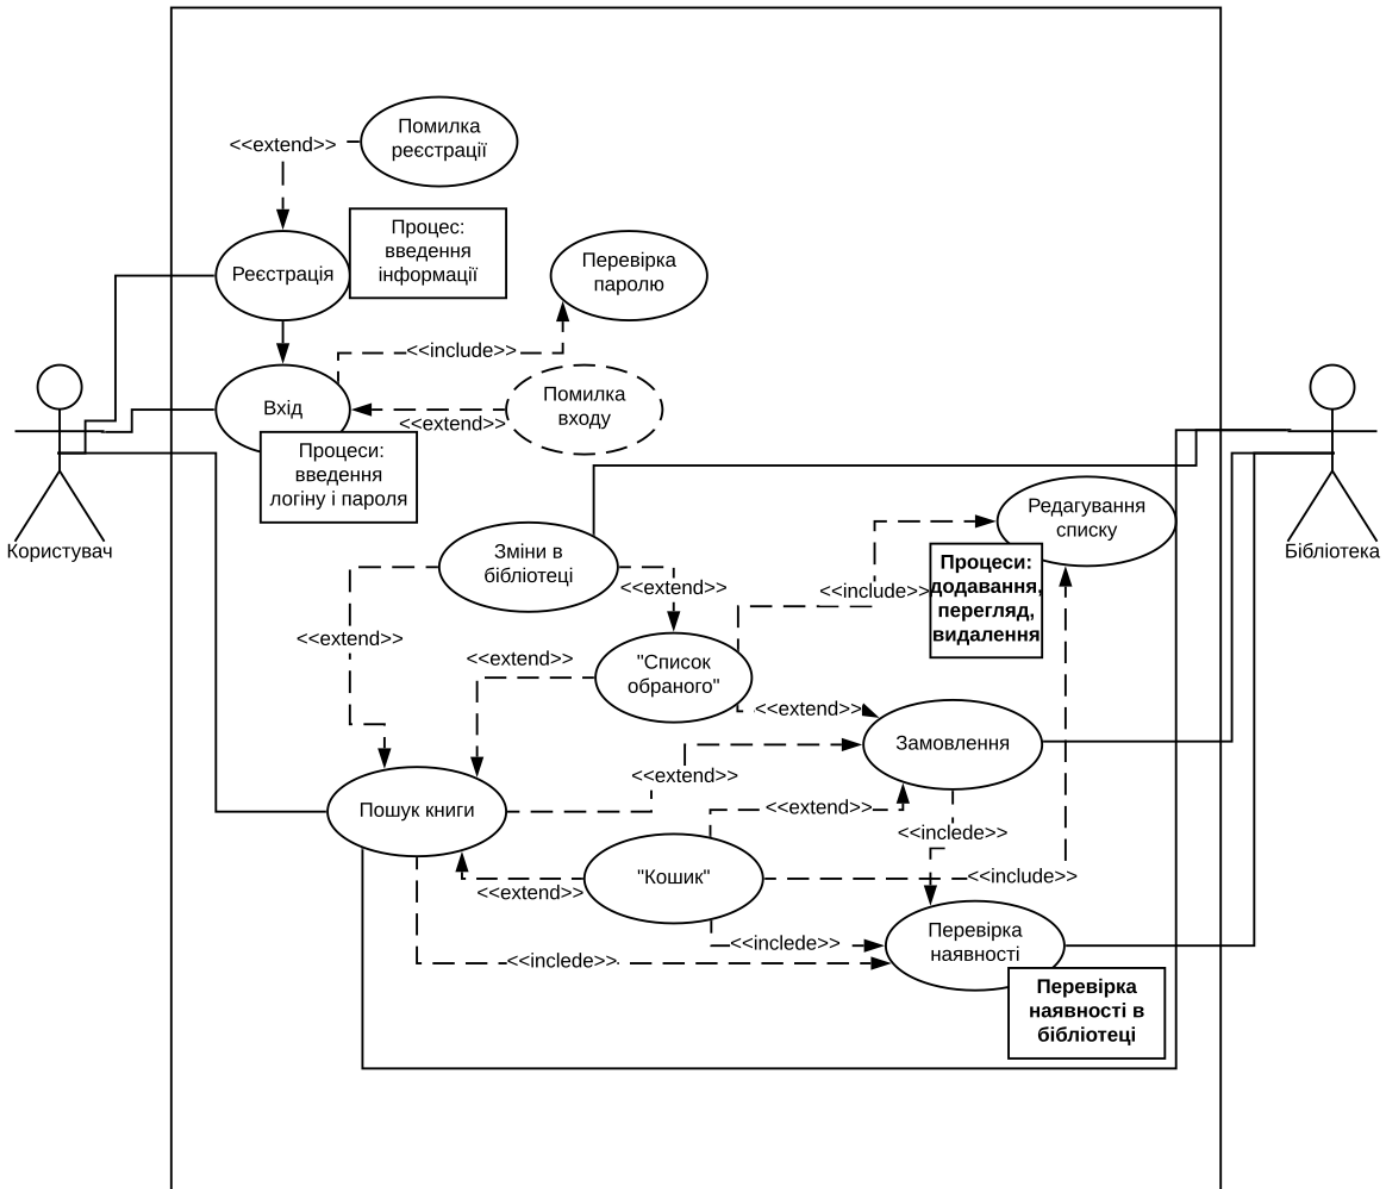 Помилка
реєстрації
<<extend>>
Процес:
введення
інформації
Реєстрація
Перевірка
паролю
<<include>>
Вхід
Помилка
входу
<<extend>>
Процеси:
введення
логіну і пароля
Користувач
Бібліотека
Редагування
списку
Процеси:
додавання,
перегляд,
видалення
Зміни в
бібліотеці
<<extend>>
<<include>>
<<extend>>
<<extend>>
"Список
обраного"
<<extend>>
Замовлення
<<extend>>
Пошук книги
<<extend>>
<<inclede>>
"Кошик"
<<include>>
<<extend>>
Перевірка
наявності
<<inclede>>
<<inclede>>
Перевірка
наявності в
бібліотеці